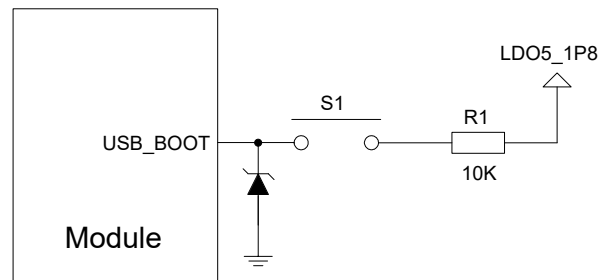 LDO5_1P8
S1
R1
USB_BOOT
10K
Module